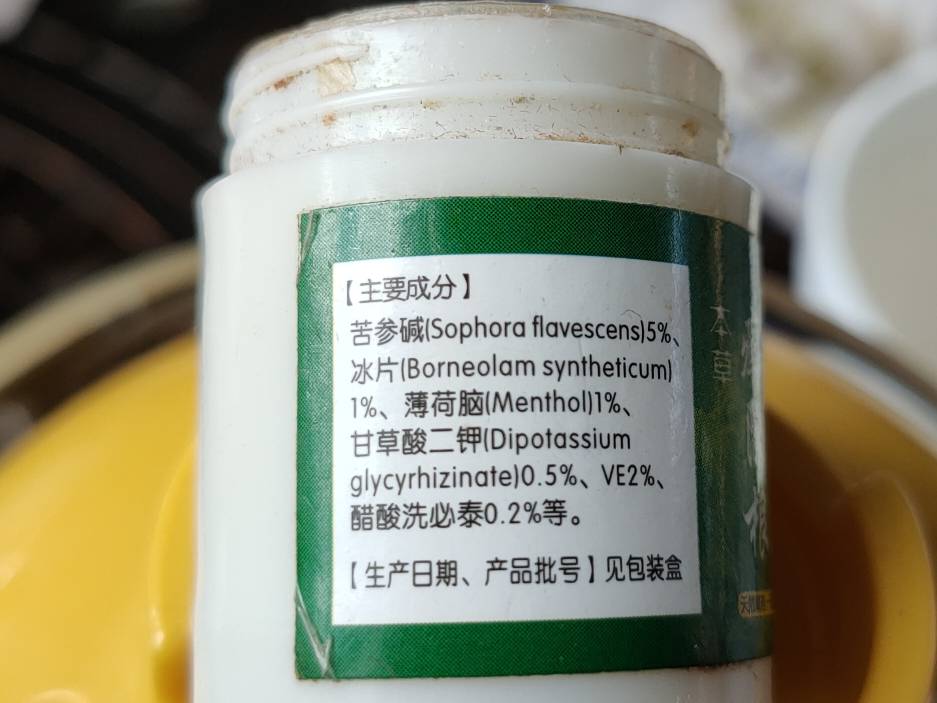 【主要成分】
苦参碱(Sophora flavescens)5%、
冰片(Borneolam syntheticum)
1%、薄荷脑(Menthol)1%、
甘草酸二钾(Dipotassium
glycyrhizinate)0.5%、VE2%、
醋酸洗必泰0.2%等。
【生产日期、产品批号】见包装盒
本草